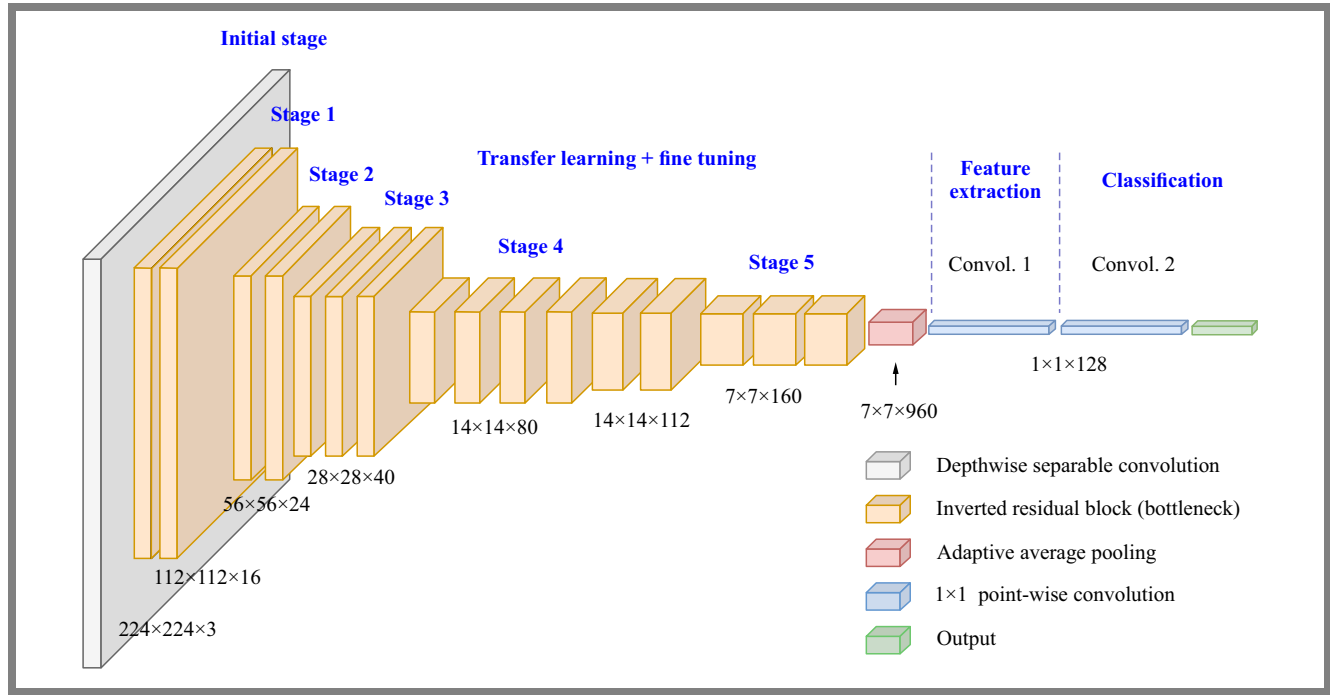 Initial stage
Stage 1
Stage 2
Stage 3
Transfer learning + fine tuning
Stage 4
Stage 5
Feature
extraction
Classification
Convol. 1
Convol. 2
224×224×3
112×112×16
56×56×24
28×28×40
14×14×80
14×14×112
7×7×160
7×7×960
1×1×128
Depthwise separable convolution
Inverted residual block (bottleneck)
Adaptive average pooling
1×1 point-wise convolution
Output